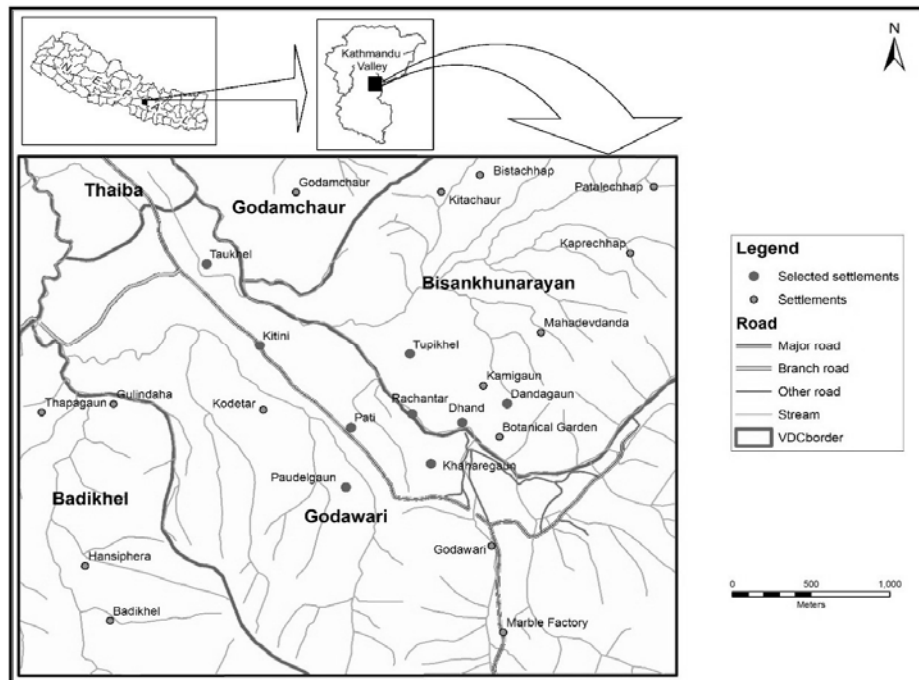 NEPAL
Kathmandu
Valley
N
Thaiba
Godamchaur
Godamchaur
Bistachhap
Kitachaur
Patalechhap
Taukhel
Kaprechhap
Bisankhunarayan
Mahadevdanda
Kitini
Tupikhel
Kamigaun
Dandagaun
Thapagaun
Gulindaha
Kodetar
Rachantar
Dhand
Pati
Botanical Garden
Khaharegaun
Paudelgaun
Badikhel
Godawari
Godawari
Hansiphera
Badikhel
Marble Factory
Legend
Selected settlements
Settlements
Road
Major road
Branch road
Other road
Stream
VDCborder
0 500 1,000
Meters